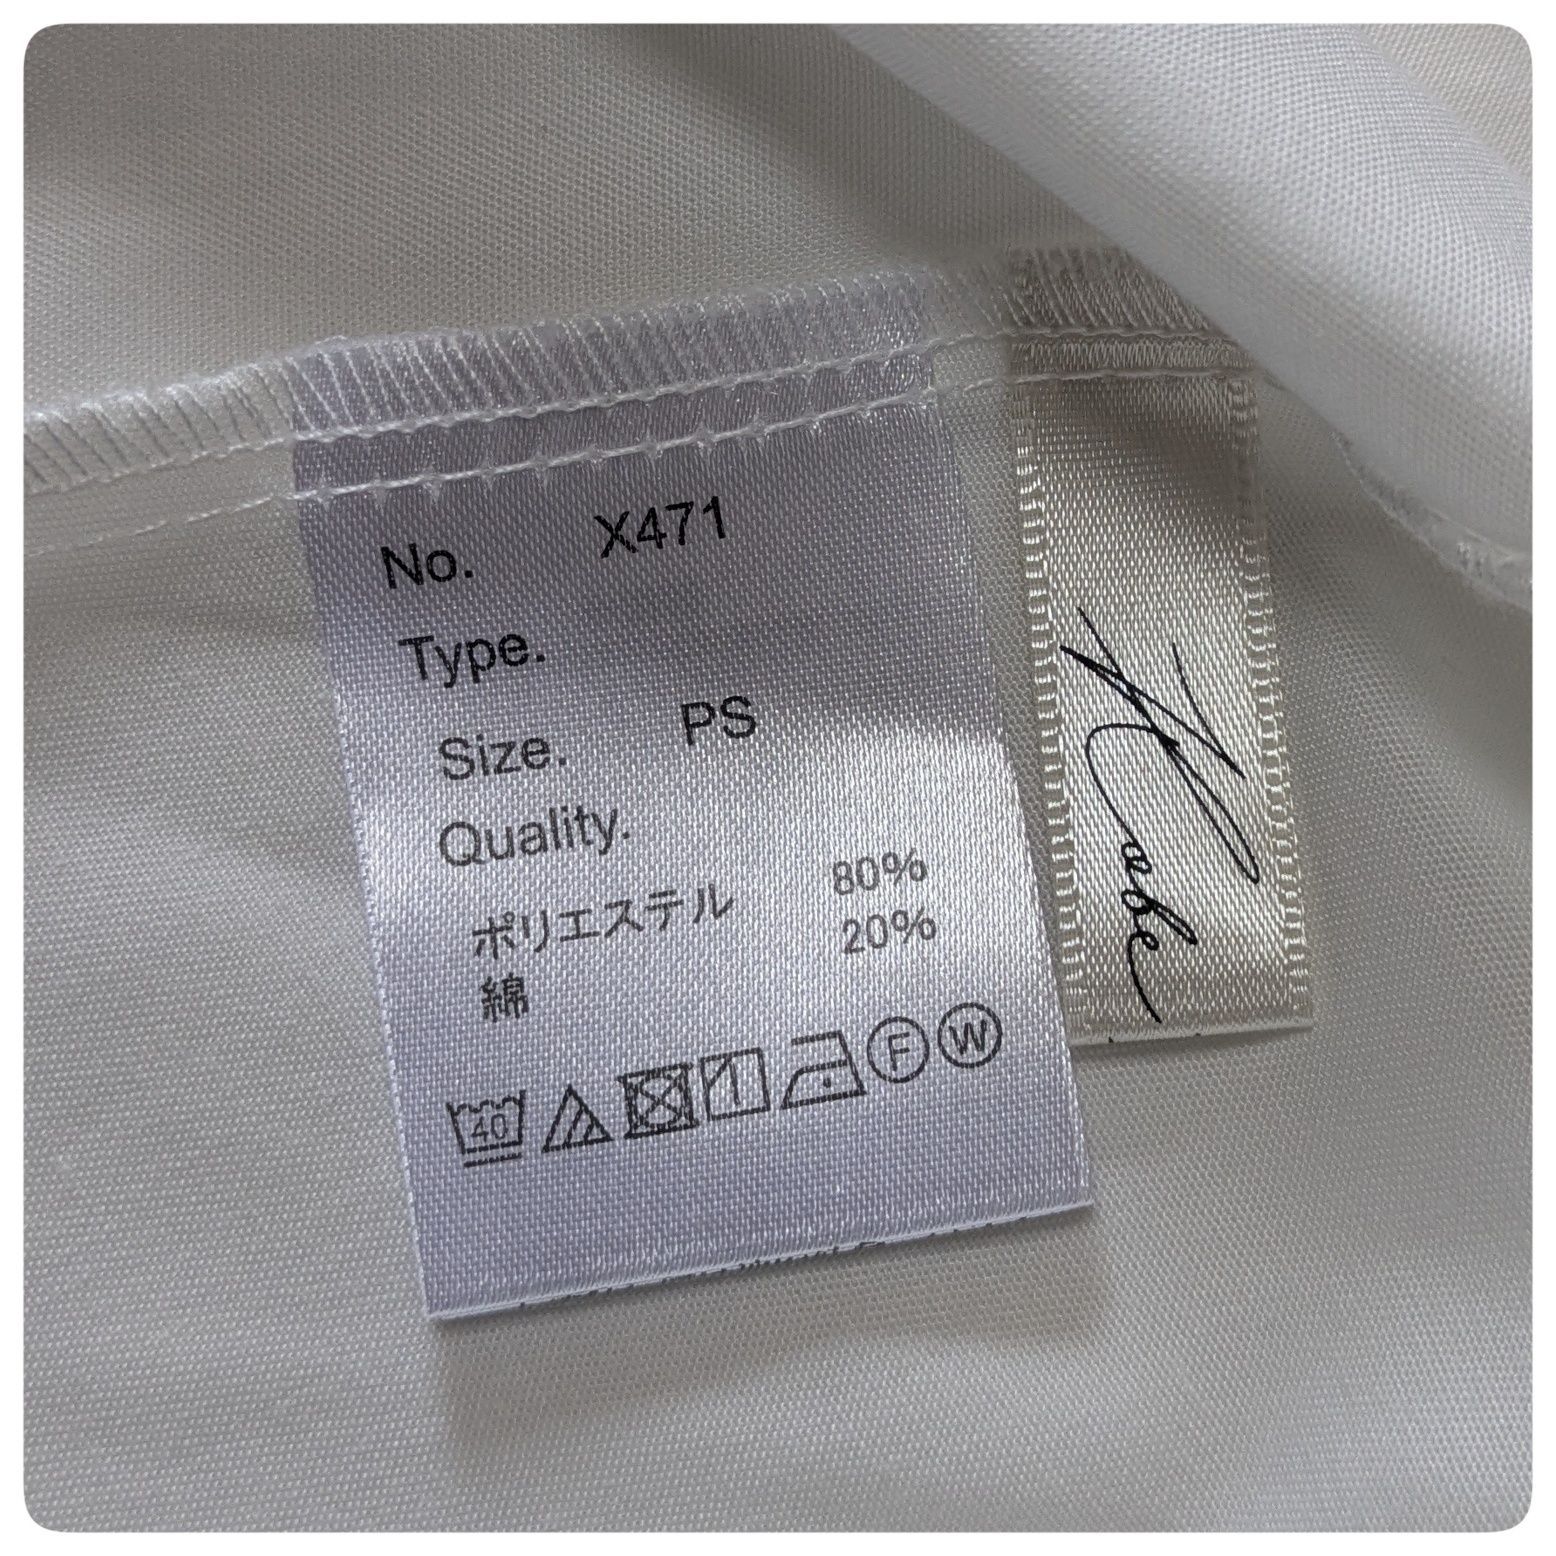 No. X471
Type.
Size. PS
Quality.
ポリエステル 80%
綿 20%
40
F W